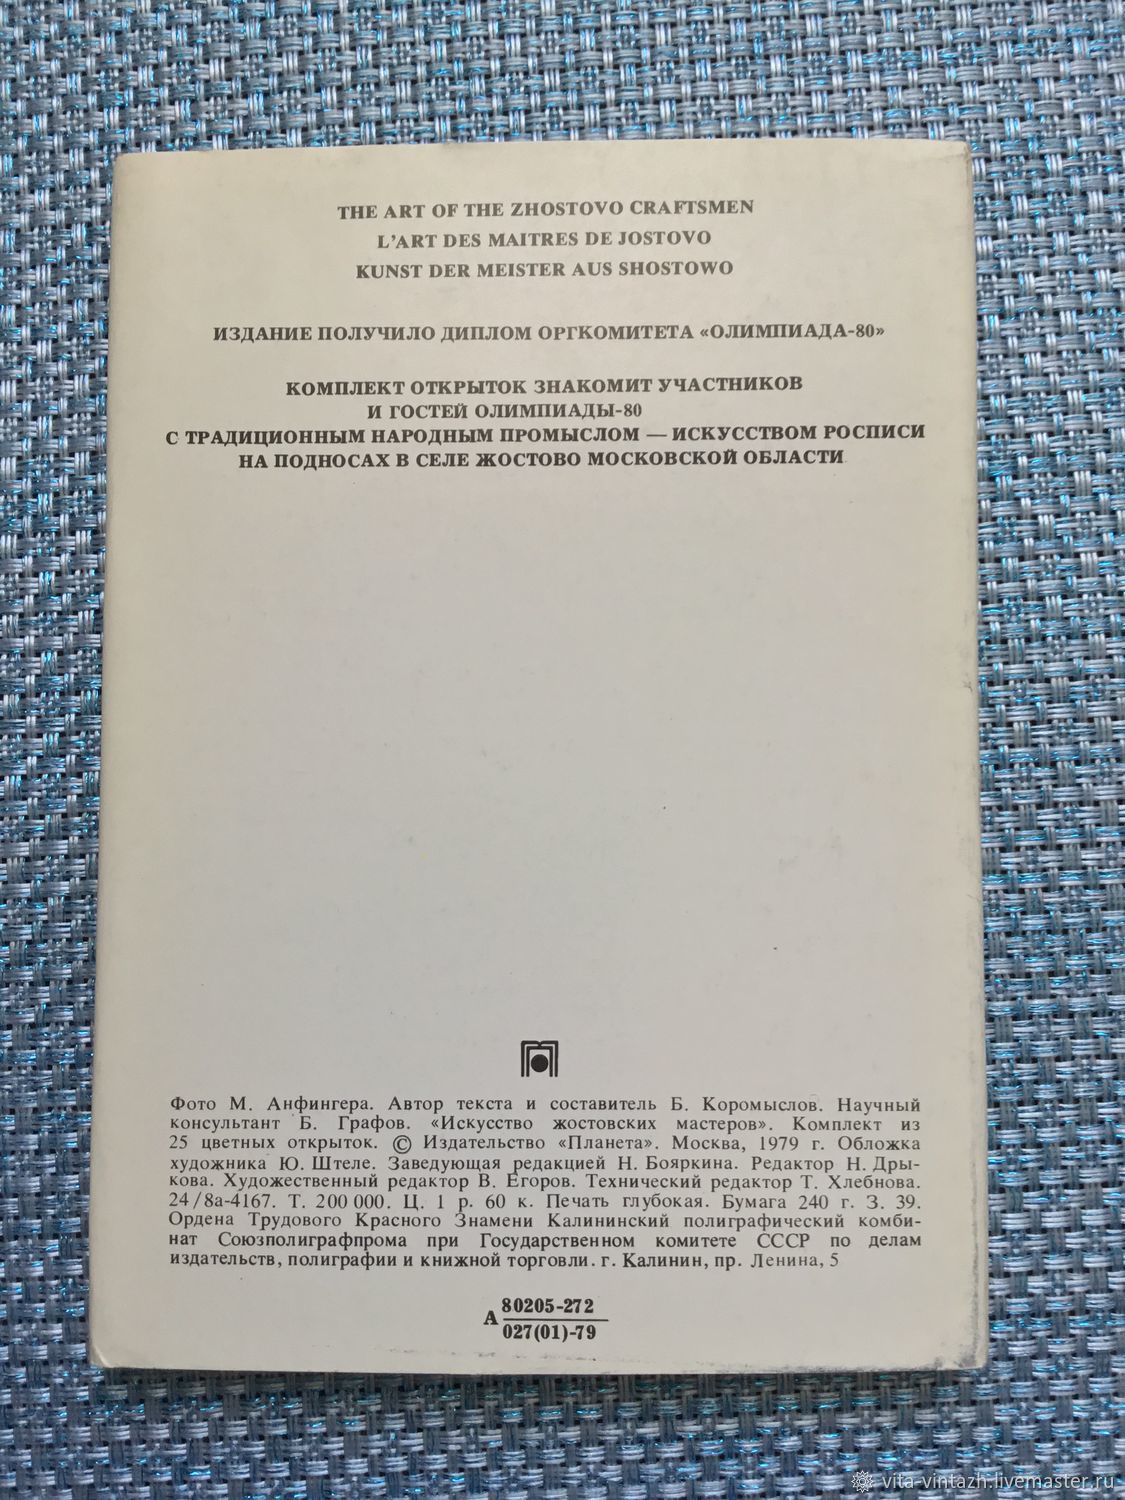 THE ART OF THE ZHOSTOVO CRAFTSMEN
L'ART DES MAITRES DE JOSTOVO
KUNST DER MEISTER AUS SHOSTOWO
ИЗДАНИЕ ПОЛУЧИЛО ДИПЛОМ ОРГКОМИТЕТА «ОЛИМПИАДА-80»
КОМПЛЕКТ ОТКРЫТОК ЗНАКОМИТ УЧАСТНИКОВ
И ГОСТЕЙ ОЛИМПИАДЫ-80
С ТРАДИЦИОННЫМ НАРОДНЫМ ПРОМЫСЛОМ — ИСКУССТВОМ РОСПИСИ
НА ПОДНОСАХ В СЕЛЕ ЖОСТОВО МОСКОВСКОЙ ОБЛАСТИ
Фото М. Анфингера. Автор текста и составитель Б. Коромыслов. Научный
консультант Б. Графов. «Искусство жостовских мастеров». Комплект из
25 цветных открыток. © Издательство «Планета». Москва, 1979 г. Обложка
художника Ю. Штеле. Заведующая редакцией Н. Бояркина. Редактор Н. Дры-
кова. Художественный редактор В. Егоров. Технический редактор Т. Хлебнова.
24/8а-4167. Т. 200 000. Ц. 1 р. 60 к. Печать глубокая. Бумага 240 г. З. 39.
Ордена Трудового Красного Знамени Калининский полиграфический комби-
нат Союзполиграфпрома при Государственном комитете СССР по делам
издательств, полиграфии и книжной торговли. г. Калинин, пр. Ленина, 5
А 80205-272
027(01)-79
vita-vintazh.livemaster.ru